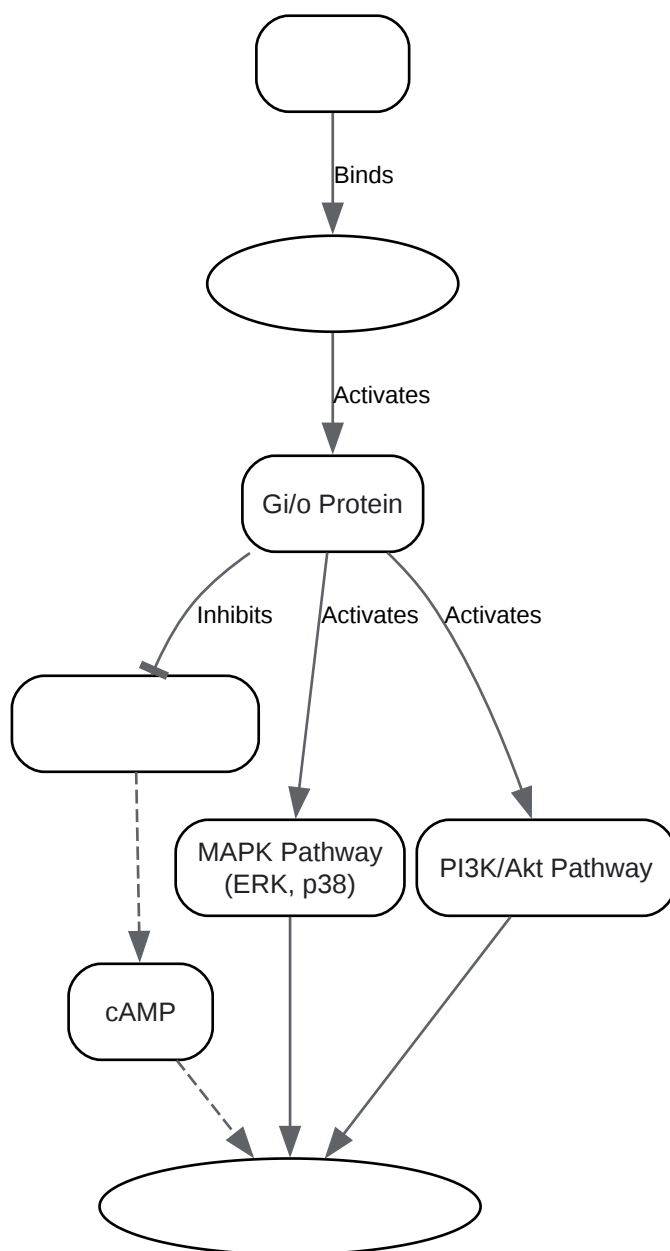 Binds
Activates
Gi/o Protein
Inhibits
Activates
Activates
MAPK Pathway
(ERK, p38)
PI3K/Akt Pathway
cAMP